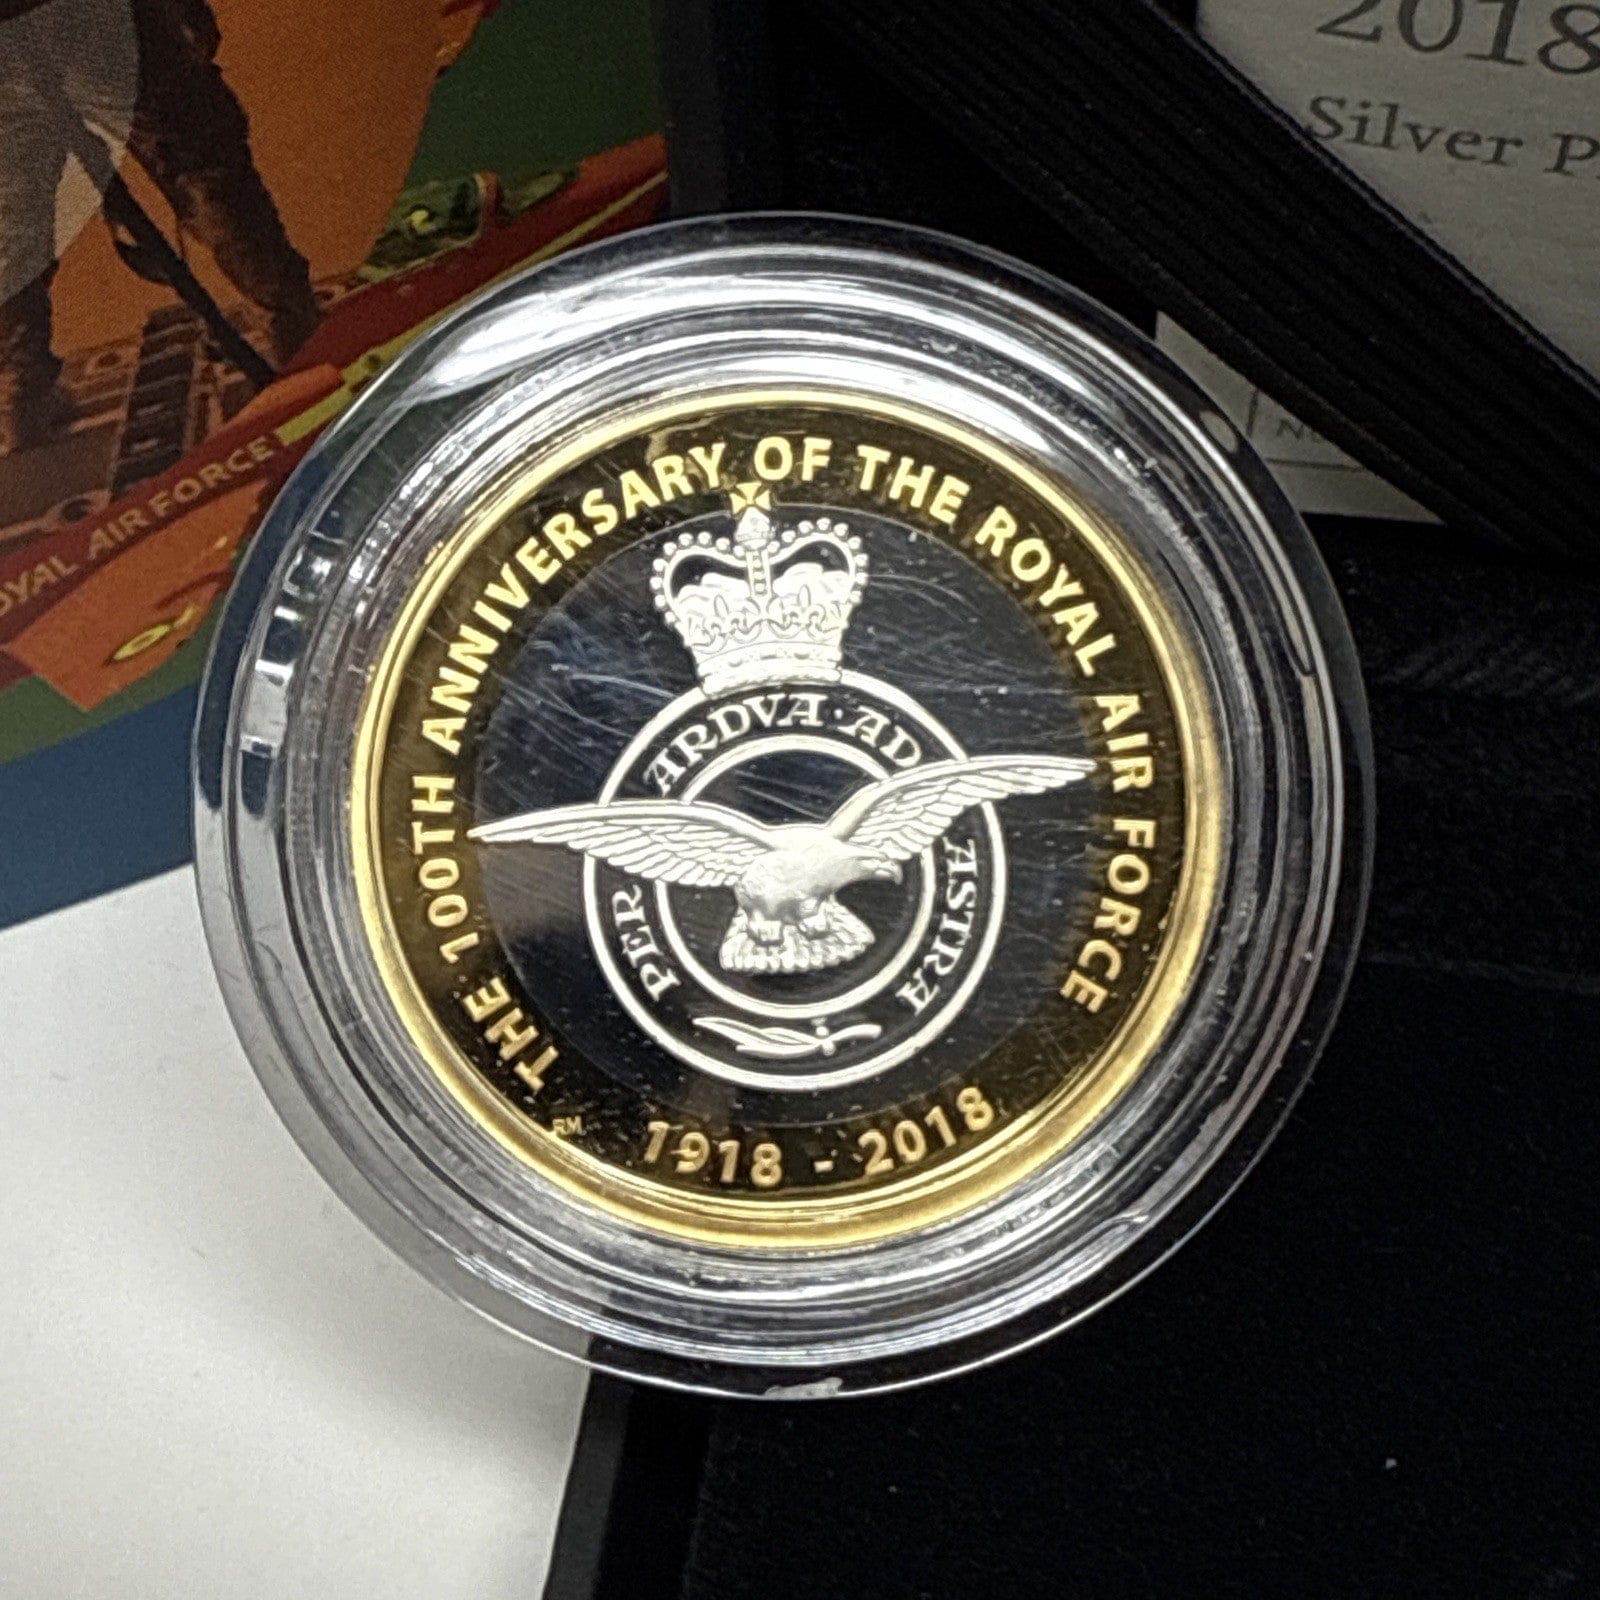 2018
Silver
ROYAL AIR FORCE
THE 100TH ANNIVERSARY OF THE ROYAL AIR FORCE
PER ARDVA · AD ASTRA
RM
1918 - 2018